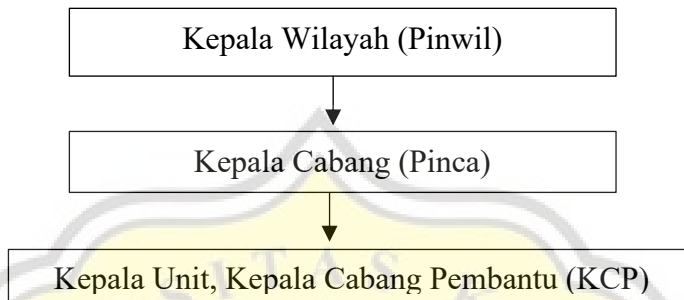 Kepala Wilayah (Pinwil)
Kepala Cabang (Pinca)
S I T A S
Kepala Unit, Kepala Cabang Pembantu (KCP)